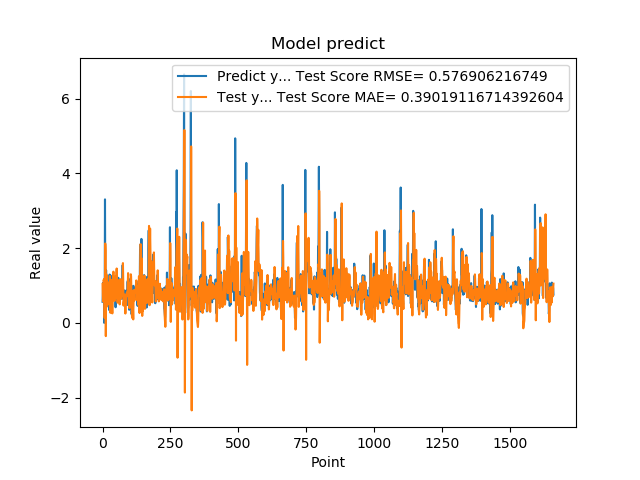 Model predict
Predict y... Test Score RMSE= 0.576906216749
Test y... Test Score MAE= 0.39019116714392604
Real value
6
4
2
0
−2
0 250 500 750 1000 1250 1500
Point